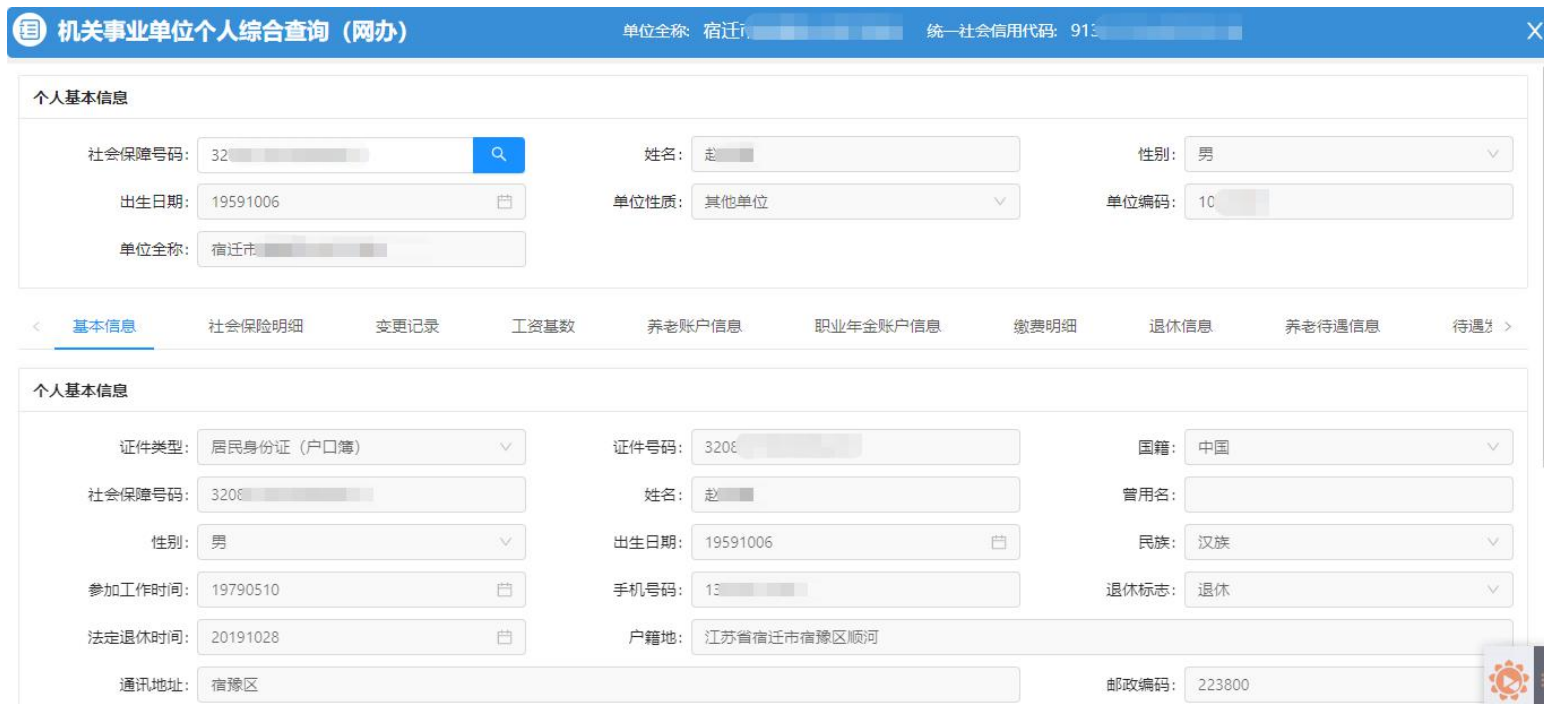 机关事业单位个人综合查询（网办） 单位全称: 宿迁 统一社会信用代码: 913
个人基本信息
社会保障号码: 32 姓名: 赵 性别: 男
出生日期: 19591006 单位性质: 其他单位 单位编码: 10
单位全称: 宿迁市
基本信息 社会保险明细 变更记录 工资基数 养老账户信息 职业年金账户信息 缴费明细 退休信息 养老待遇信息 待遇
个人基本信息
证件类型: 居民身份证（户口簿） 证件号码: 3208 国籍: 中国
社会保障号码: 3208 姓名: 赵 曾用名:
性别: 男 出生日期: 19591006 民族: 汉族
参加工作时间: 19790510 手机号码: 13 退休标志: 退休
法定退休时间: 20191028 户籍地: 江苏省宿迁市宿豫区顺河
通讯地址: 宿豫区 邮政编码: 223800